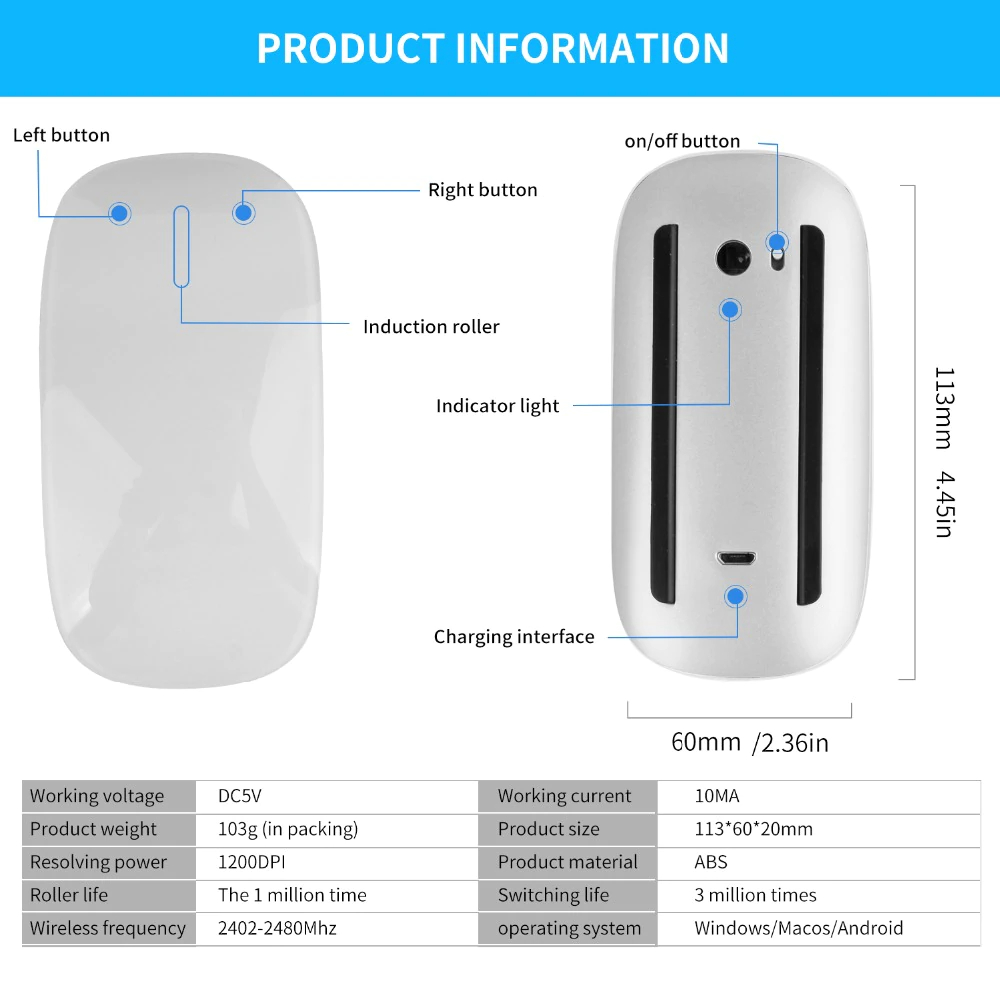 PRODUCT INFORMATION
Left button
on/off button
Right button
Induction roller
Indicator light
Charging interface
113mm 4.45in
60mm /2.36in
Working voltage DC5V Working current 10MA
Product weight 103g (in packing) Product size 113*60*20mm
Resolving power 1200DPI Product material ABS
Roller life The 1 million time Switching life 3 million times
Wireless frequency 2402-2480Mhz operating system Windows/Macos/Android